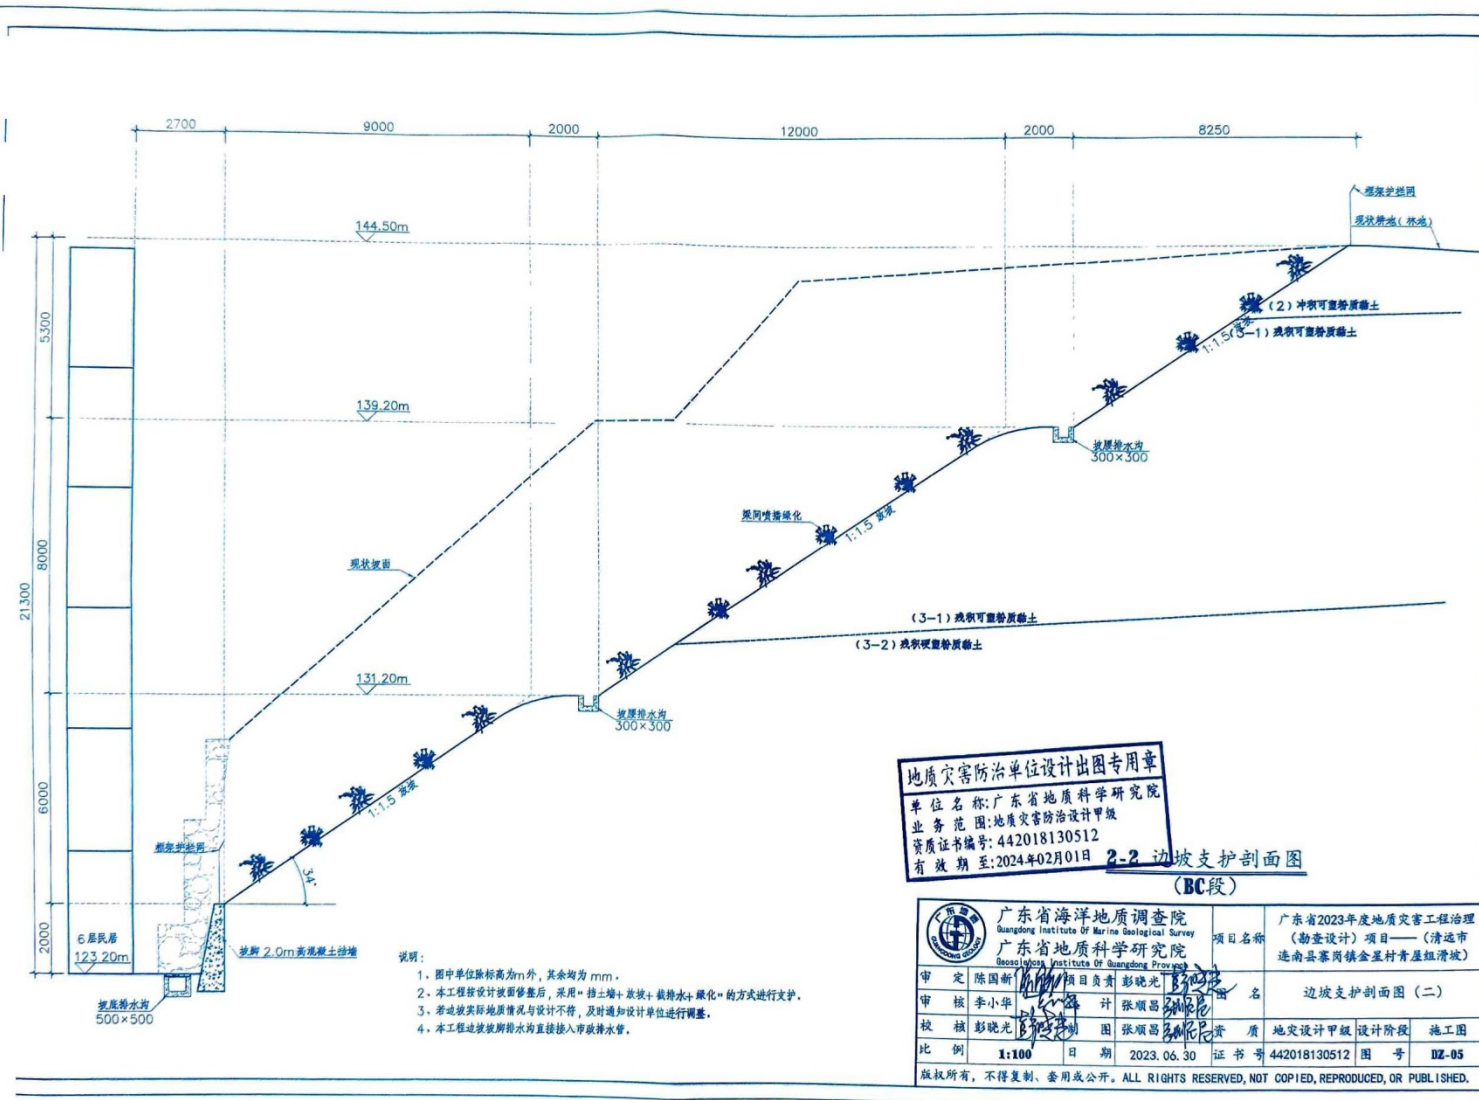 2700
9000
2000
12000
2000
8250
框架护栏网
现状耕地(林地)
144.50m
(2)冲积可塑粉质黏土
1:1.5 放坡
(3-1)残积可塑粉质黏土
5300
139.20m
坡腰排水沟
300×300
梁间喷播绿化
1:1.5 放坡
8000
现状坡面
21300
(3-1)残积可塑粉质黏土
(3-2)残积硬塑粉质黏土
131.20m
坡腰排水沟
300×300
6000
1:1.5 放坡
框架护栏网
34°
2000
6层民居
123.20m
坡脚 2.0m高混凝土挡墙
坡底排水沟
500×500
说明:
1、图中单位除标高为m外,其余均为 mm。
2、本工程按设计坡面修整后,采用"挡土墙+放坡+截排水+绿化"的方式进行支护。
3、若边坡实际地质情况与设计不符,及时通知设计单位进行调整。
4、本工程边坡坡脚排水沟直接接入市政排水管。
地质灾害防治单位设计出图专用章
单位名称:广东省地质科学研究院
业务范围:地质灾害防治设计甲级
资质证书编号:442018130512
有效期至:2024年02月01日
2-2 边坡支护剖面图
(BC段)
广东省海洋地质调查院
Guangdong Institute Of Marine Geological Survey
广东省地质科学研究院
Geosciences Institute Of Guangdong Province
项目名称
广东省2023年度地质灾害工程治理
(勘查设计)项目——(清远市
连南县寨岗镇金星村青屋组滑坡)
审 定 陈国新 项目负责 彭晓光 图 名 边坡支护剖面图(二)
审 核 李小华 设 计 张顺昌
校 核 彭晓光 制 图 张顺昌 资 质 地灾设计甲级 设计阶段 施工图
比 例 1:100 日 期 2023.06.30 证书号 442018130512 图 号 DZ-05
版权所有,不得复制、套用或公开。ALL RIGHTS RESERVED, NOT COPIED, REPRODUCED, OR PUBLISHED.